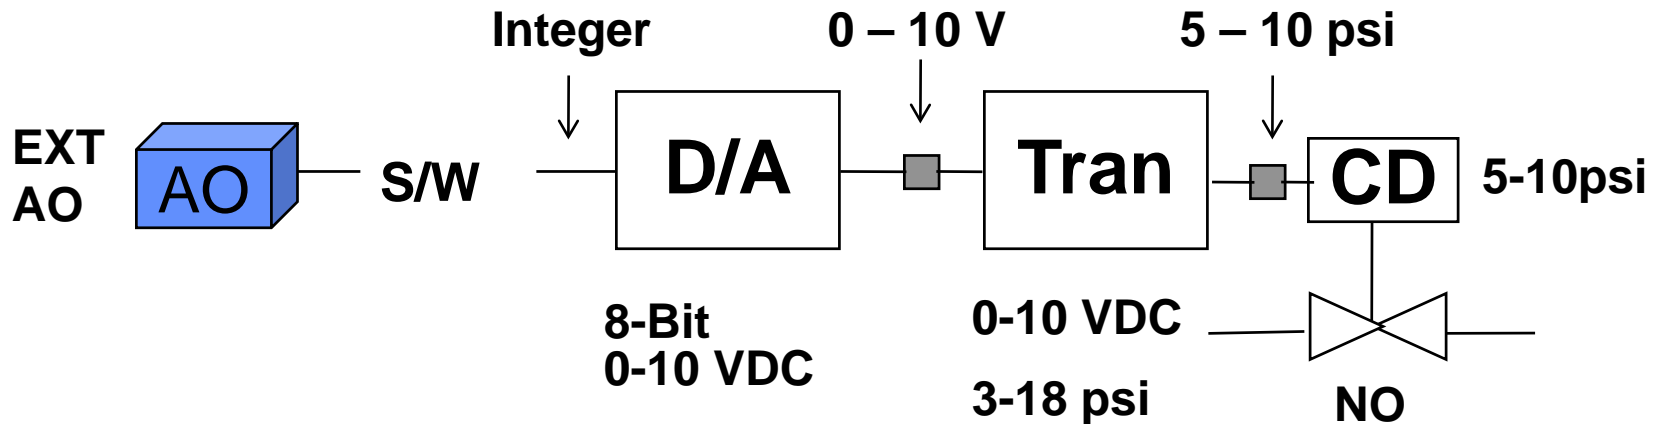 Integer
0 – 10 V
5 – 10 psi
EXT
AO
AO
S/W
D/A
Tran
CD
5-10psi
8-Bit
0-10 VDC
0-10 VDC
3-18 psi
NO